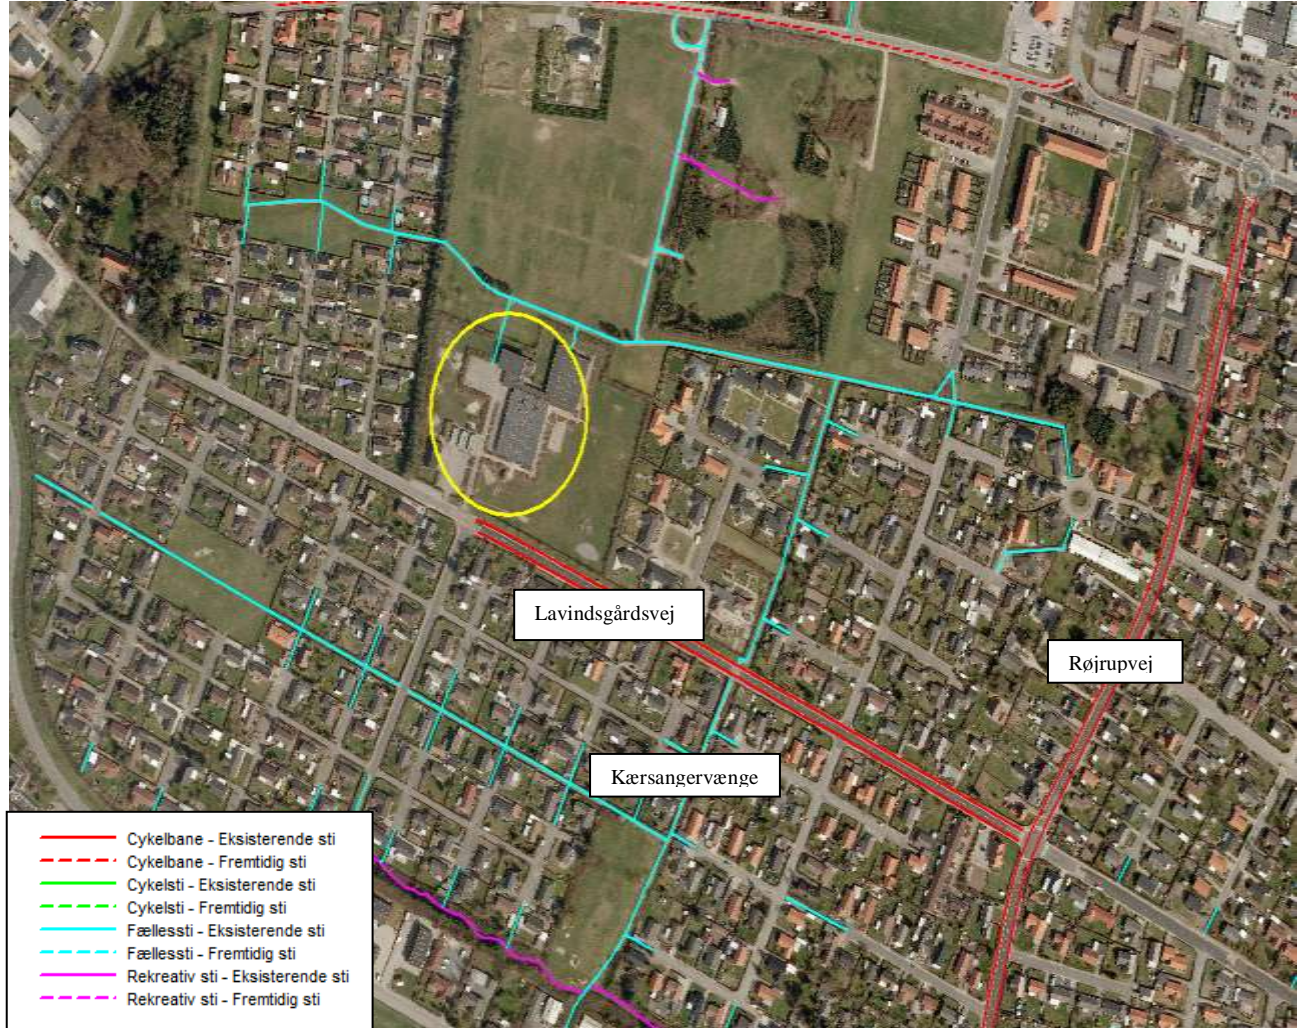 Lavindsgårdsvej
Røjrupvej
Kærsangervænge
Cykelbane - Eksisterende sti
Cykelbane - Fremtidig sti
Cykelsti - Eksisterende sti
Cykelsti - Fremtidig sti
Fællessti - Eksisterende sti
Fællessti - Fremtidig sti
Rekreativ sti - Eksisterende sti
Rekreativ sti - Fremtidig sti